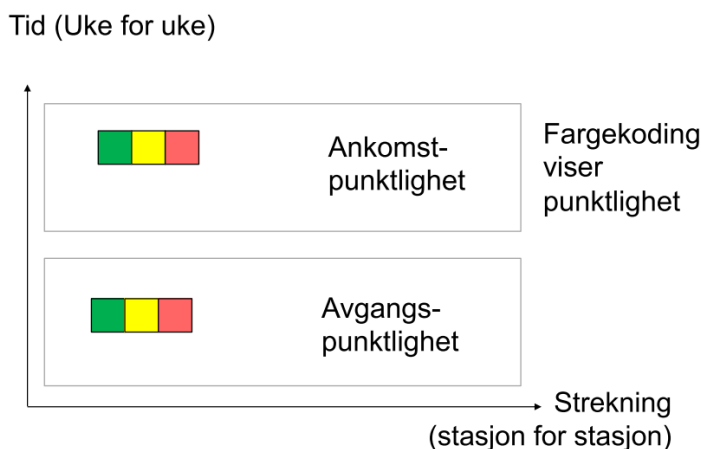 Tid (Uke for uke)
Ankomst-
punktlighet
Fargekoding
viser
punktlighet
Avgangs-
punktlighet
Strekning
(stasjon for stasjon)